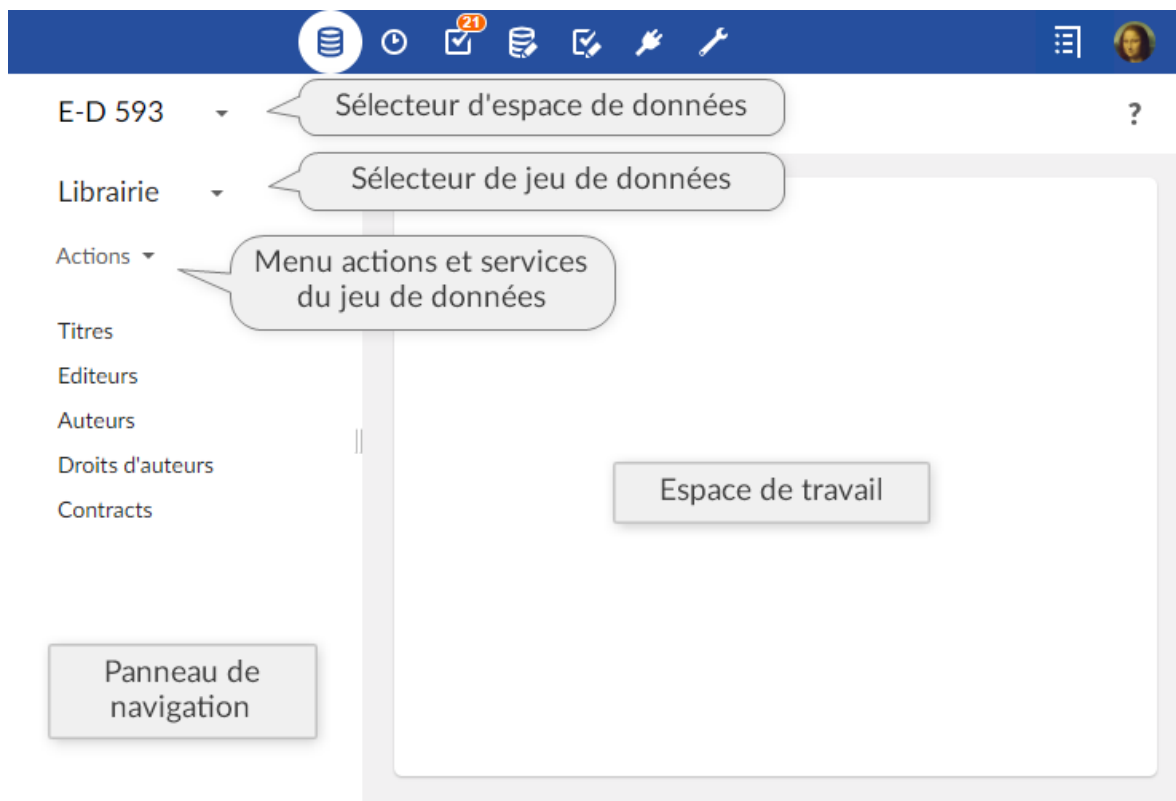 21
E-D 593
Sélecteur d'espace de données
?
Librairie
Sélecteur de jeu de données
Actions
Menu actions et services
du jeu de données
Titres
Editeurs
Auteurs
Droits d'auteurs
Contracts
Espace de travail
Panneau de
navigation